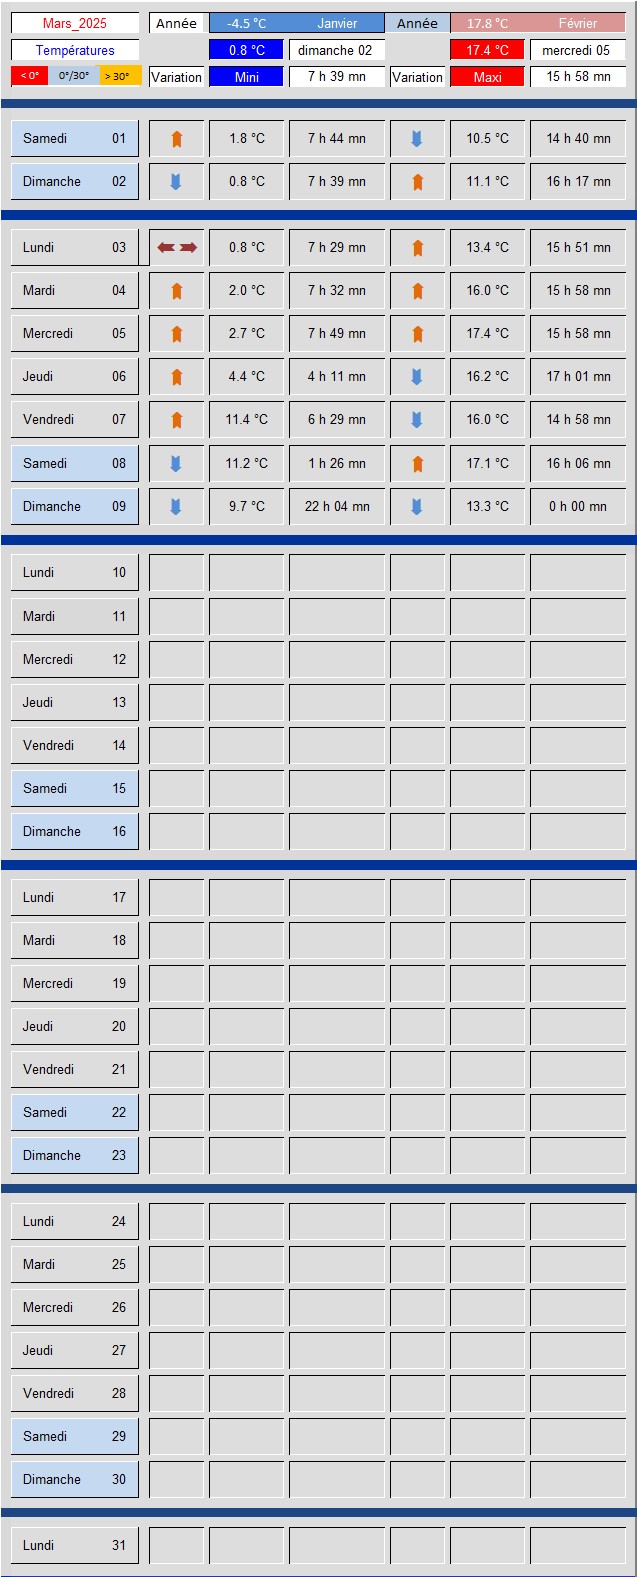 Mars_2025 Année -4.5 °C Janvier Année 17.8 °C Février
Températures 0.8 °C dimanche 02 17.4 °C mercredi 05
< 0° 0°/30° > 30° Variation Mini 7 h 39 mn Variation Maxi 15 h 58 mn
Samedi 01 1.8 °C 7 h 44 mn 10.5 °C 14 h 40 mn
Dimanche 02 0.8 °C 7 h 39 mn 11.1 °C 16 h 17 mn
Lundi 03 0.8 °C 7 h 29 mn 13.4 °C 15 h 51 mn
Mardi 04 2.0 °C 7 h 32 mn 16.0 °C 15 h 58 mn
Mercredi 05 2.7 °C 7 h 49 mn 17.4 °C 15 h 58 mn
Jeudi 06 4.4 °C 4 h 11 mn 16.2 °C 17 h 01 mn
Vendredi 07 11.4 °C 6 h 29 mn 16.0 °C 14 h 58 mn
Samedi 08 11.2 °C 1 h 26 mn 17.1 °C 16 h 06 mn
Dimanche 09 9.7 °C 22 h 04 mn 13.3 °C 0 h 00 mn
Lundi 10
Mardi 11
Mercredi 12
Jeudi 13
Vendredi 14
Samedi 15
Dimanche 16
Lundi 17
Mardi 18
Mercredi 19
Jeudi 20
Vendredi 21
Samedi 22
Dimanche 23
Lundi 24
Mardi 25
Mercredi 26
Jeudi 27
Vendredi 28
Samedi 29
Dimanche 30
Lundi 31